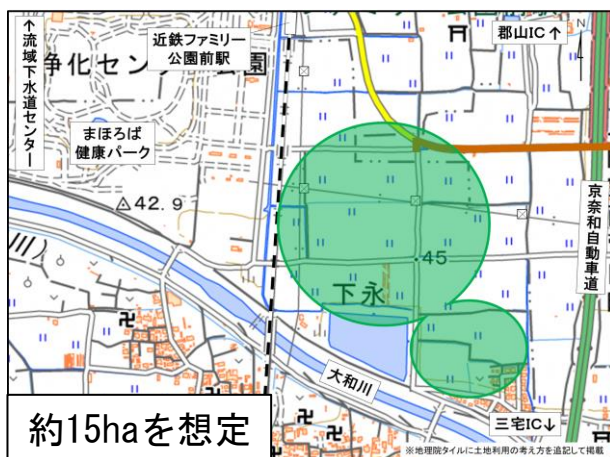 ↑流域下水道センター
近鉄ファミリー
公園前駅
郡山IC↑
N
浄化センター公園
まほろば
健康パーク
42.9
京奈和自動車道
45
下永
大和川
三宅IC↓
約15haを想定
※地理院タイルに土地利用の考え方を追記して掲載